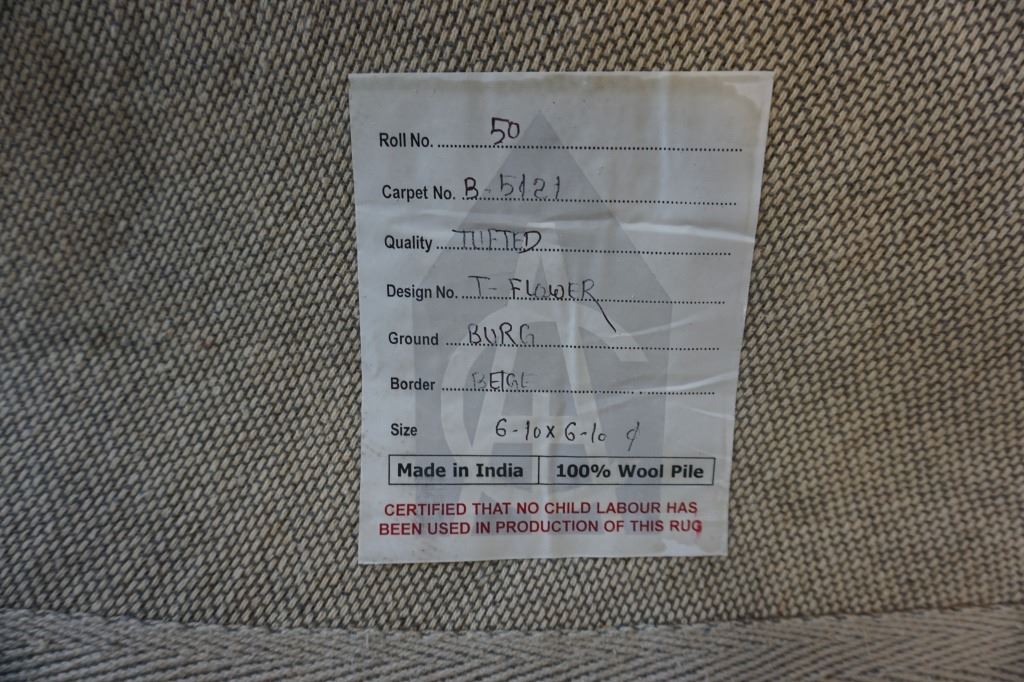 Roll No. 50
Carpet No. B-5121
Quality TUFTED
Design No. T-FLOWER
Ground BURG
Border BEIGE
Size 6-10 x 6-10
Made in India 100% Wool Pile
CERTIFIED THAT NO CHILD LABOUR HAS
BEEN USED IN PRODUCTION OF THIS RUG